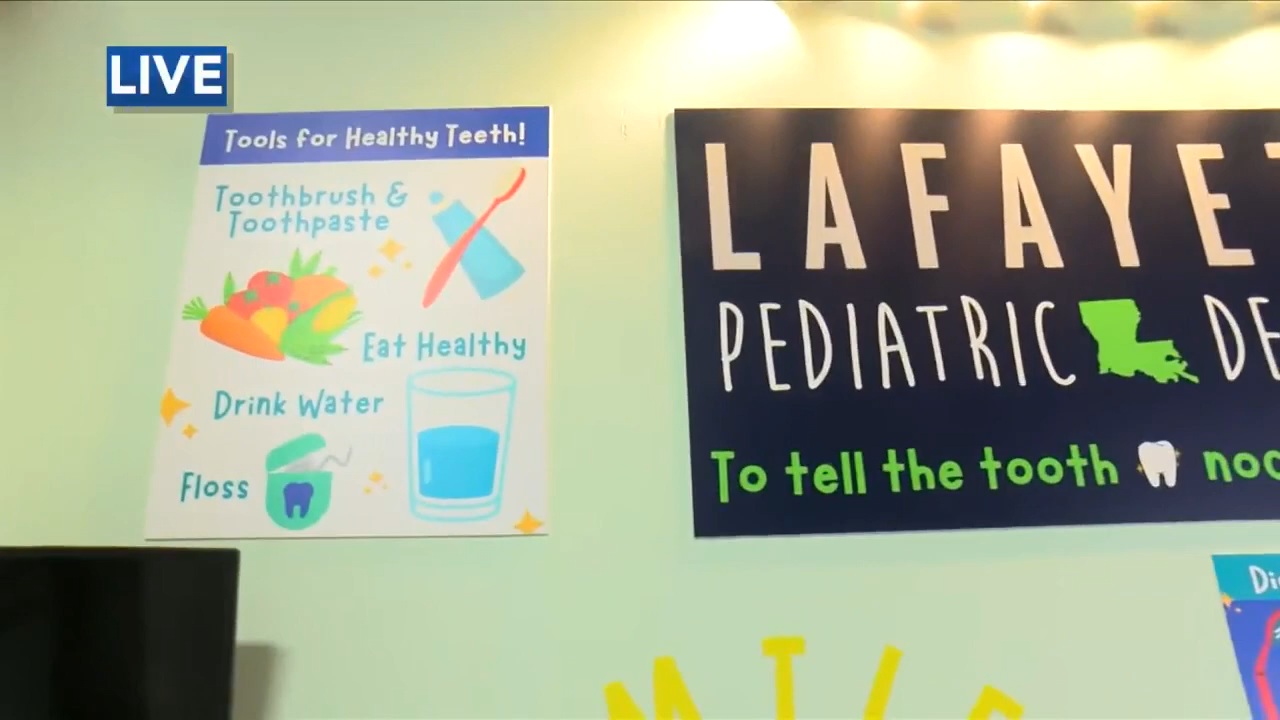 LIVE
Tools for Healthy Teeth!
Toothbrush &
Toothpaste
Eat Healthy
Drink Water
Floss
LAFAYE
PEDIATRIC DE
To tell the tooth noo